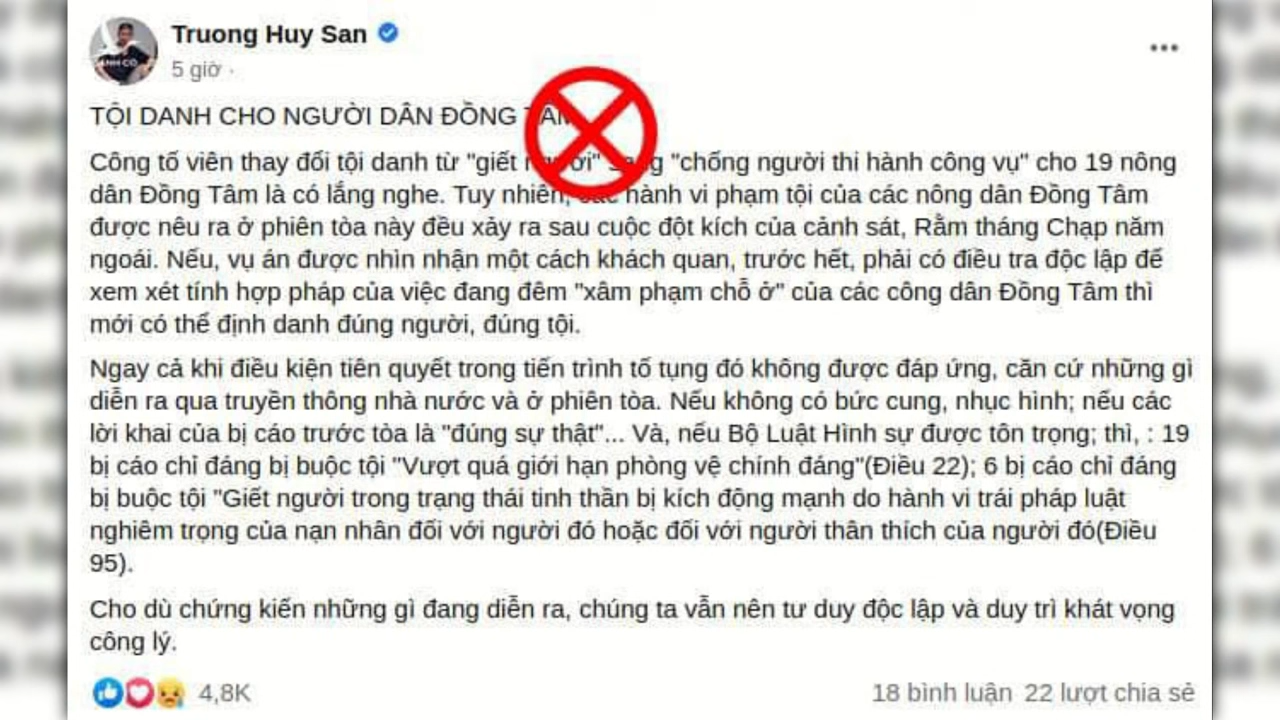 Truong Huy San
5 giờ ·
TỘI DANH CHO NGƯỜI DÂN ĐỒNG TÂM
Công tố viên thay đổi tội danh từ "giết người" sang "chống người thi hành công vụ" cho 19 nông
dân Đồng Tâm là có lắng nghe. Tuy nhiên, các hành vi phạm tội của các nông dân Đồng Tâm
được nêu ra ở phiên tòa này đều xảy ra sau cuộc đột kích của cảnh sát, Rằm tháng Chạp năm
ngoái. Nếu, vụ án được nhìn nhận một cách khách quan, trước hết, phải có điều tra độc lập để
xem xét tính hợp pháp của việc đang đêm "xâm phạm chỗ ở" của các công dân Đồng Tâm thì
mới có thể định danh đúng người, đúng tội.
Ngay cả khi điều kiện tiên quyết trong tiến trình tố tụng đó không được đáp ứng, căn cứ những gì
diễn ra qua truyền thông nhà nước và ở phiên tòa. Nếu không có bức cung, nhục hình; nếu các
lời khai của bị cáo trước tòa là "đúng sự thật"... Và, nếu Bộ Luật Hình sự được tôn trọng; thì, : 19
bị cáo chỉ đáng bị buộc tội "Vượt quá giới hạn phòng vệ chính đáng"(Điều 22); 6 bị cáo chỉ đáng
bị buộc tội "Giết người trong trạng thái tinh thần bị kích động mạnh do hành vi trái pháp luật
nghiêm trọng của nạn nhân đối với người đó hoặc đối với người thân thích của người đó(Điều
95).
Cho dù chứng kiến những gì đang diễn ra, chúng ta vẫn nên tư duy độc lập và duy trì khát vọng
công lý.
4,8K
18 bình luận 22 lượt chia sẻ